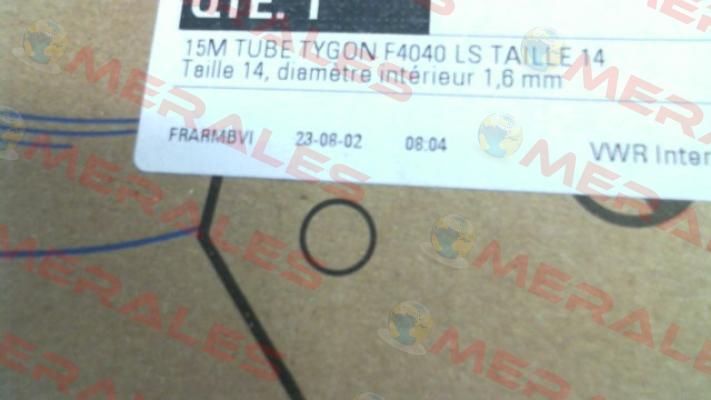 QTE. 1
15M TUBE TYGON F4040 LS TAILLE 14
Taille 14, diamètre intérieur 1,6 mm
FRARMBVI 23-08-02 08:04 VWR Inter
MERALES
MERALES
MERALES
MERALES
MERALES
MERALES